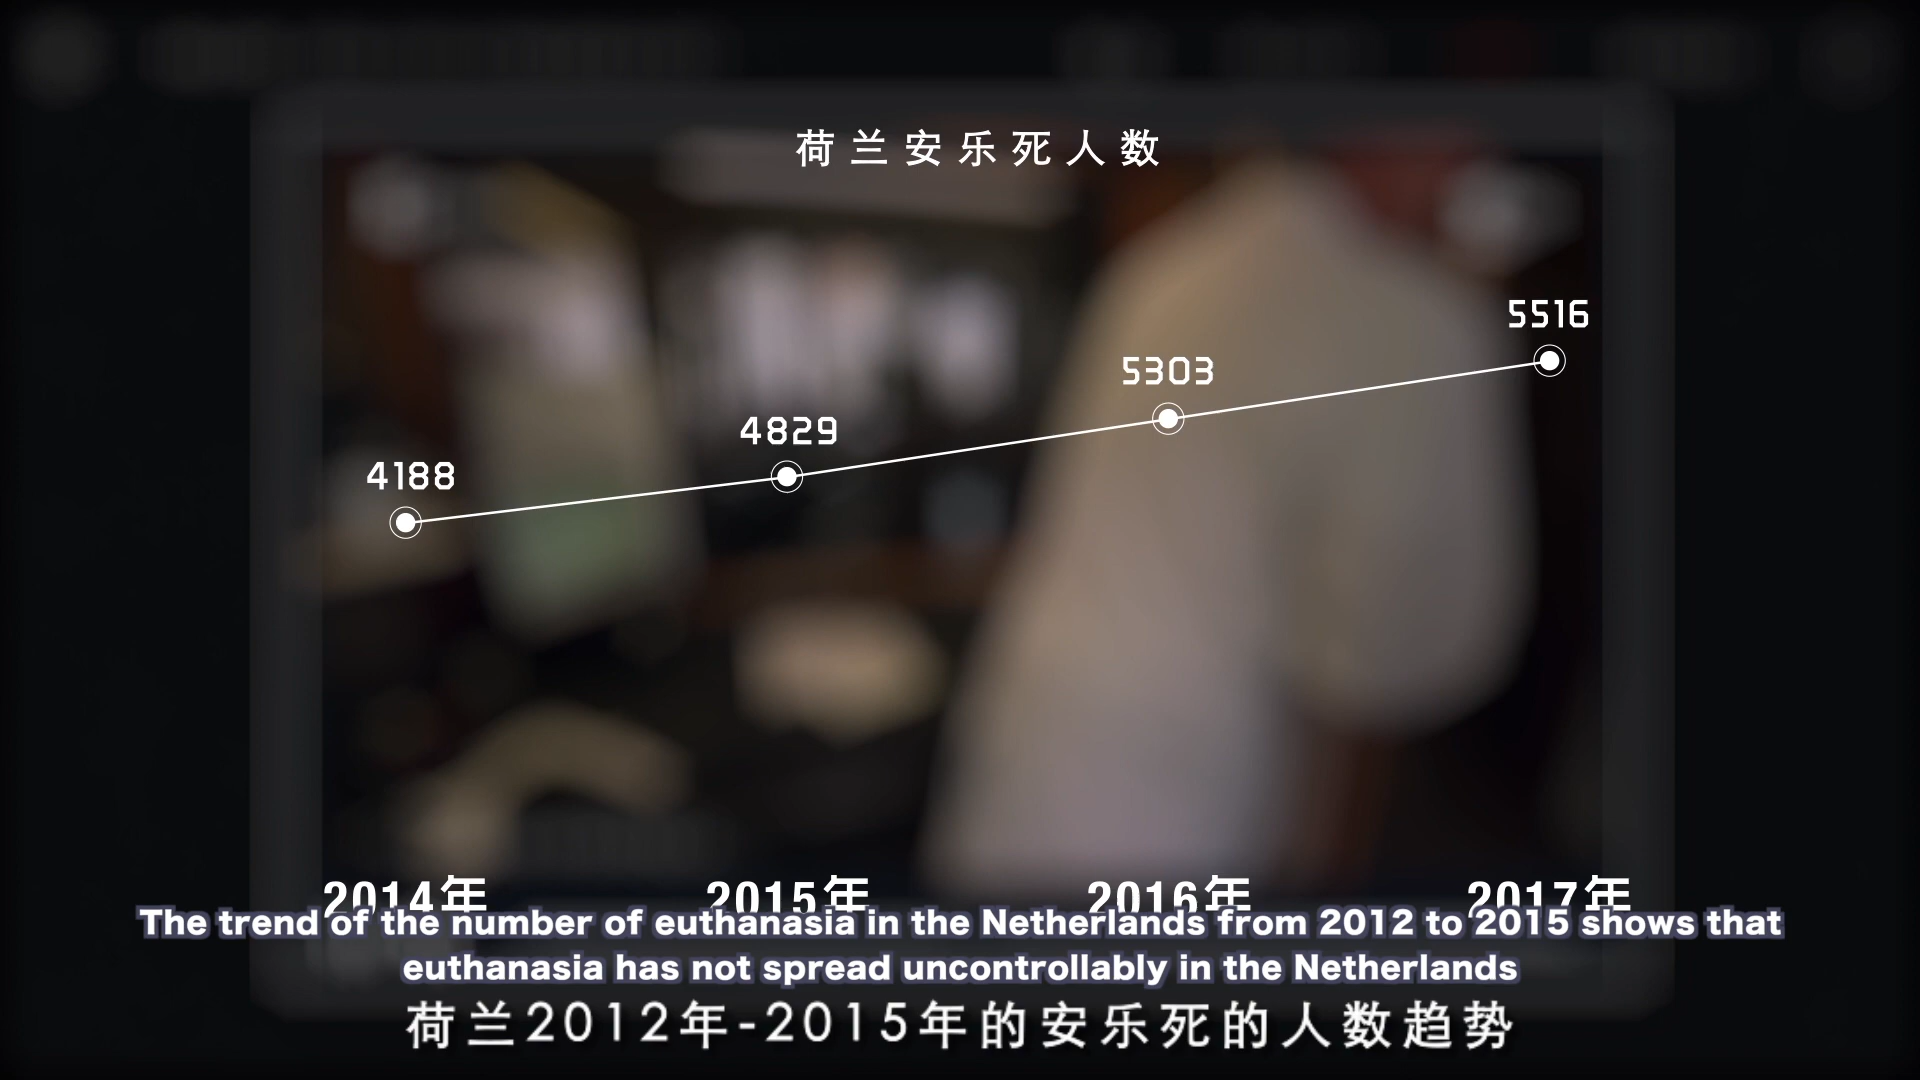 荷兰安乐死人数
5516
5303
4829
4188
2014年 2015年 2016年 2017年
The trend of the number of euthanasia in the Netherlands from 2012 to 2015 shows that
euthanasia has not spread uncontrollably in the Netherlands
荷兰2012年-2015年的安乐死的人数趋势